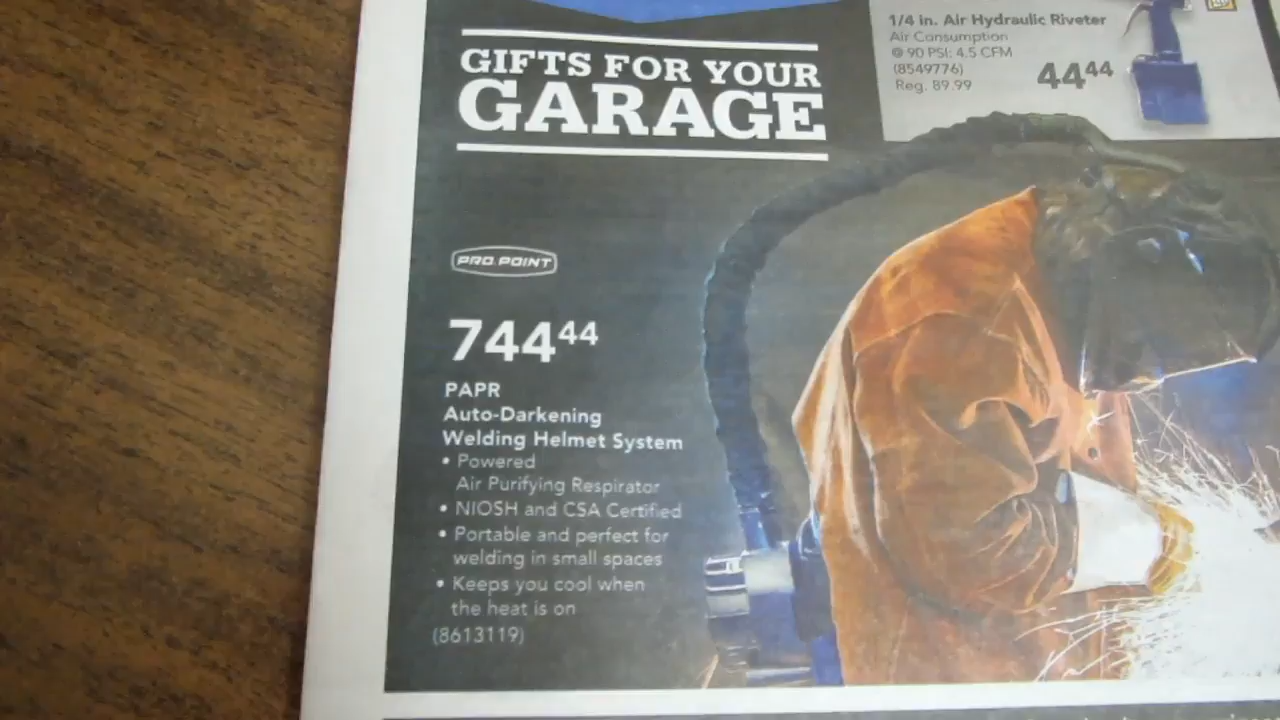 GIFTS FOR YOUR
GARAGE
1/4 in. Air Hydraulic Riveter
Air Consumption
@ 90 PSI: 4.5 CFM
(8549776)
Reg. 89.99
44⁴⁴
PRO.POINT
744⁴⁴
PAPR
Auto-Darkening
Welding Helmet System
• Powered
Air Purifying Respirator
• NIOSH and CSA Certified
• Portable and perfect for
welding in small spaces
• Keeps you cool when
the heat is on
(8613119)